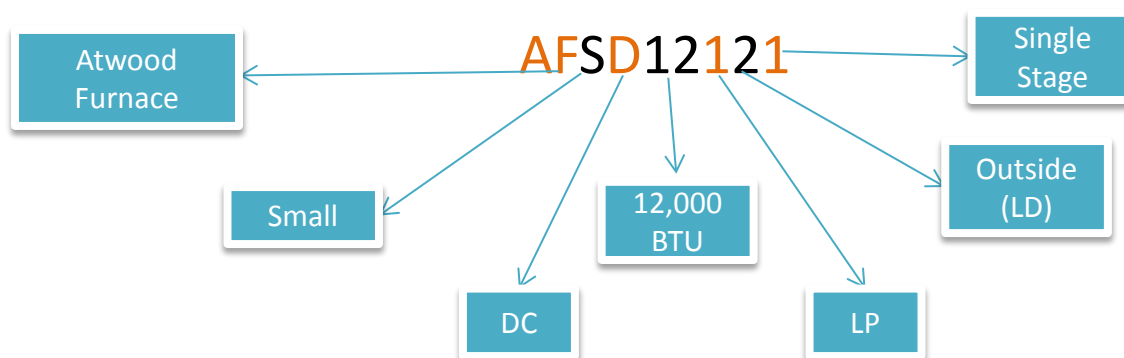 AFSD12121
Atwood
Furnace
Single
Stage
Small
12,000
BTU
Outside
(LD)
DC
LP